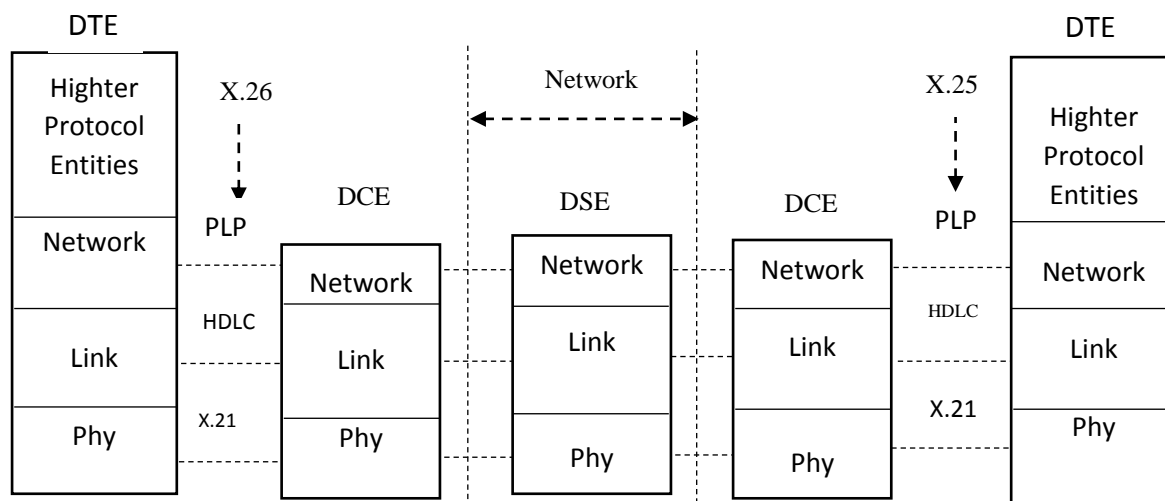 DTE
Highter
Protocol
Entities
Network
Link
Phy
X.26
PLP
HDLC
X.21
DCE
Network
Link
Phy
Network
DSE
Network
Link
Phy
DCE
Network
Link
Phy
X.25
PLP
HDLC
X.21
DTE
Highter
Protocol
Entities
Network
Link
Phy